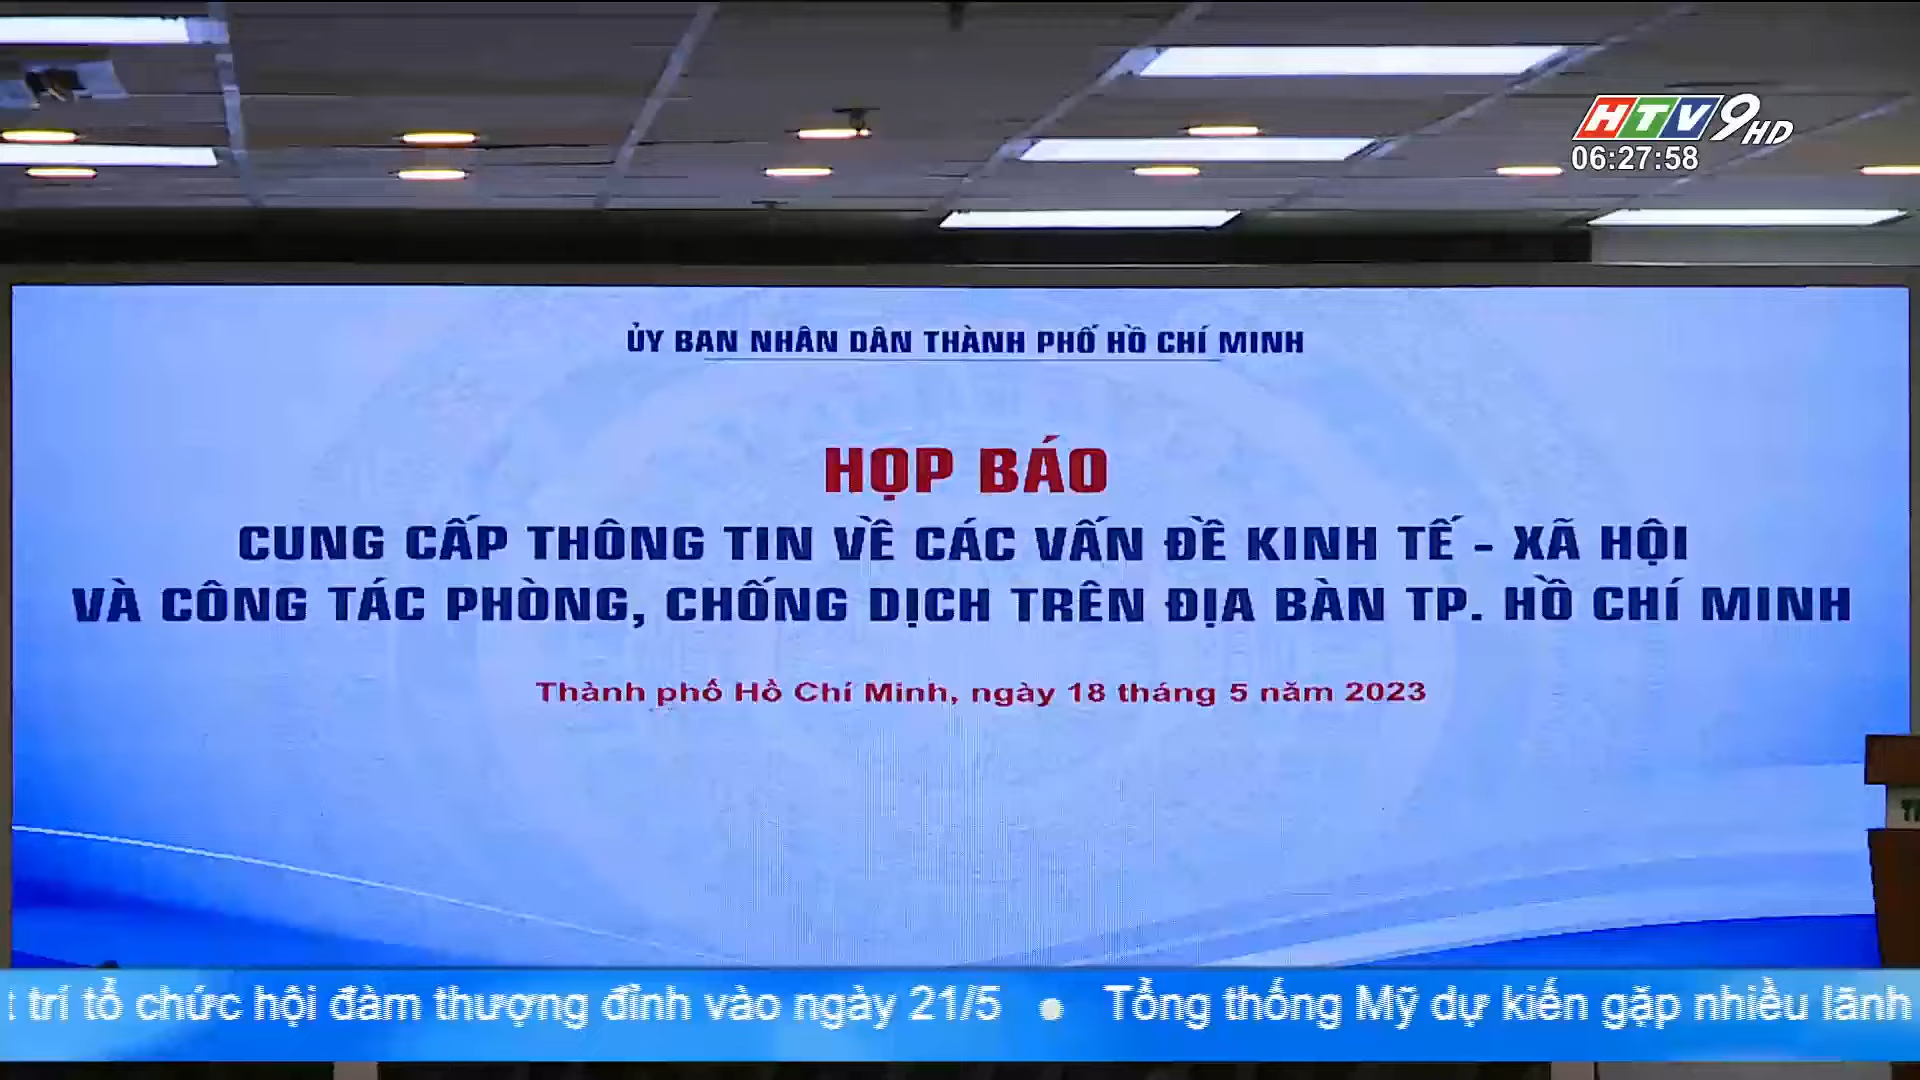 HTV9 HD
06:27:58
ỦY BAN NHÂN DÂN THÀNH PHỐ HỒ CHÍ MINH
HỌP BÁO
CUNG CẤP THÔNG TIN VỀ CÁC VẤN ĐỀ KINH TẾ - XÃ HỘI
VÀ CÔNG TÁC PHÒNG, CHỐNG DỊCH TRÊN ĐỊA BÀN TP. HỒ CHÍ MINH
Thành phố Hồ Chí Minh, ngày 18 tháng 5 năm 2023
trí tổ chức hội đàm thượng đỉnh vào ngày 21/5 ● Tổng thống Mỹ dự kiến gặp nhiều lãnh